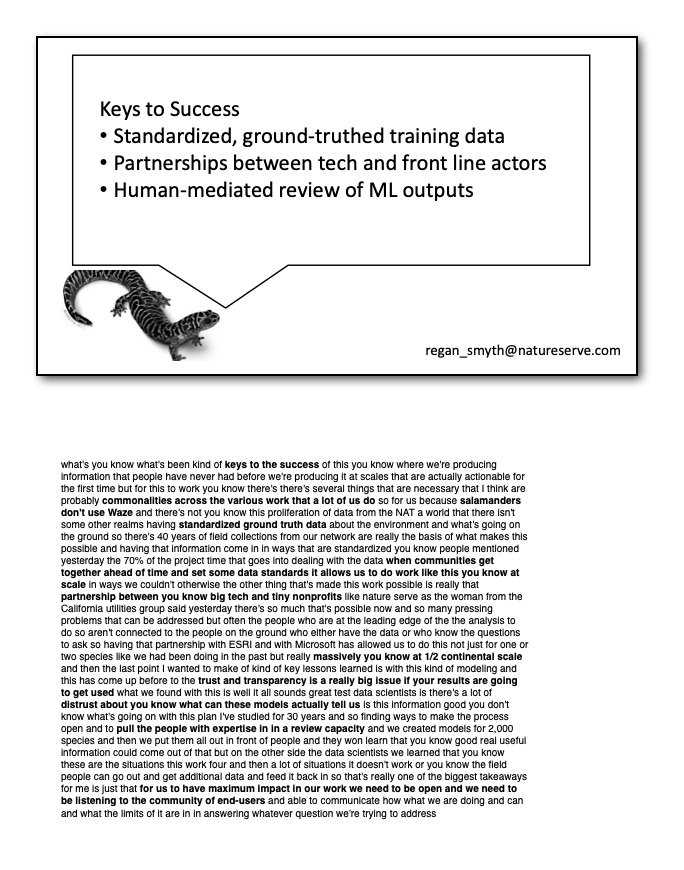 Keys to Success
• Standardized, ground-truthed training data
• Partnerships between tech and front line actors
• Human-mediated review of ML outputs
regan_smyth@natureserve.com
what's you know what's been kind of keys to the success of this you know where we're producing
information that people have never had before we're producing it at scales that are actually actionable for
the first time but for this to work you know there's there's several things that are necessary that I think are
probably commonalities across the various work that a lot of us do so for us because salamanders
don't use Waze and there's not you know this proliferation of data from the NAT a world that there isn't
some other realms having standardized ground truth data about the environment and what's going on
the ground so there's 40 years of field collections from our network are really the basis of what makes this
possible and having that information come in in ways that are standardized you know people mentioned
yesterday the 70% of the project time that goes into dealing with the data when communities get
together ahead of time and set some data standards it allows us to do work like this you know at
scale in ways we couldn't otherwise the other thing that's made this work possible is really that
partnership between you know big tech and tiny nonprofits like nature serve as the woman from the
California utilities group said yesterday there's so much that's possible now and so many pressing
problems that can be addressed but often the people who are at the leading edge of the the analysis to
do so aren't connected to the people on the ground who either have the data or who know the questions
to ask so having that partnership with ESRI and with Microsoft has allowed us to do this not just for one or
two species like we had been doing in the past but really massively you know at 1/2 continental scale
and then the last point I wanted to make of kind of key lessons learned is with this kind of modeling and
this has come up before to the trust and transparency is a really big issue if your results are going
to get used what we found with this is well it all sounds great test data scientists is there's a lot of
distrust about you know what can these models actually tell us is this information good you don't
know what's going on with this plan I've studied for 30 years and so finding ways to make the process
open and to pull the people with expertise in in a review capacity and we created models for 2,000
species and then we put them all out in front of people and they won learn that you know good real useful
information could come out of that but on the other side the data scientists we learned that you know
these are the situations this work four and then a lot of situations it doesn't work or you know the field
people can go out and get additional data and feed it back in so that's really one of the biggest takeaways
for me is just that for us to have maximum impact in our work we need to be open and we need to
be listening to the community of end-users and able to communicate how what we are doing and can
and what the limits of it are in in answering whatever question we're trying to address